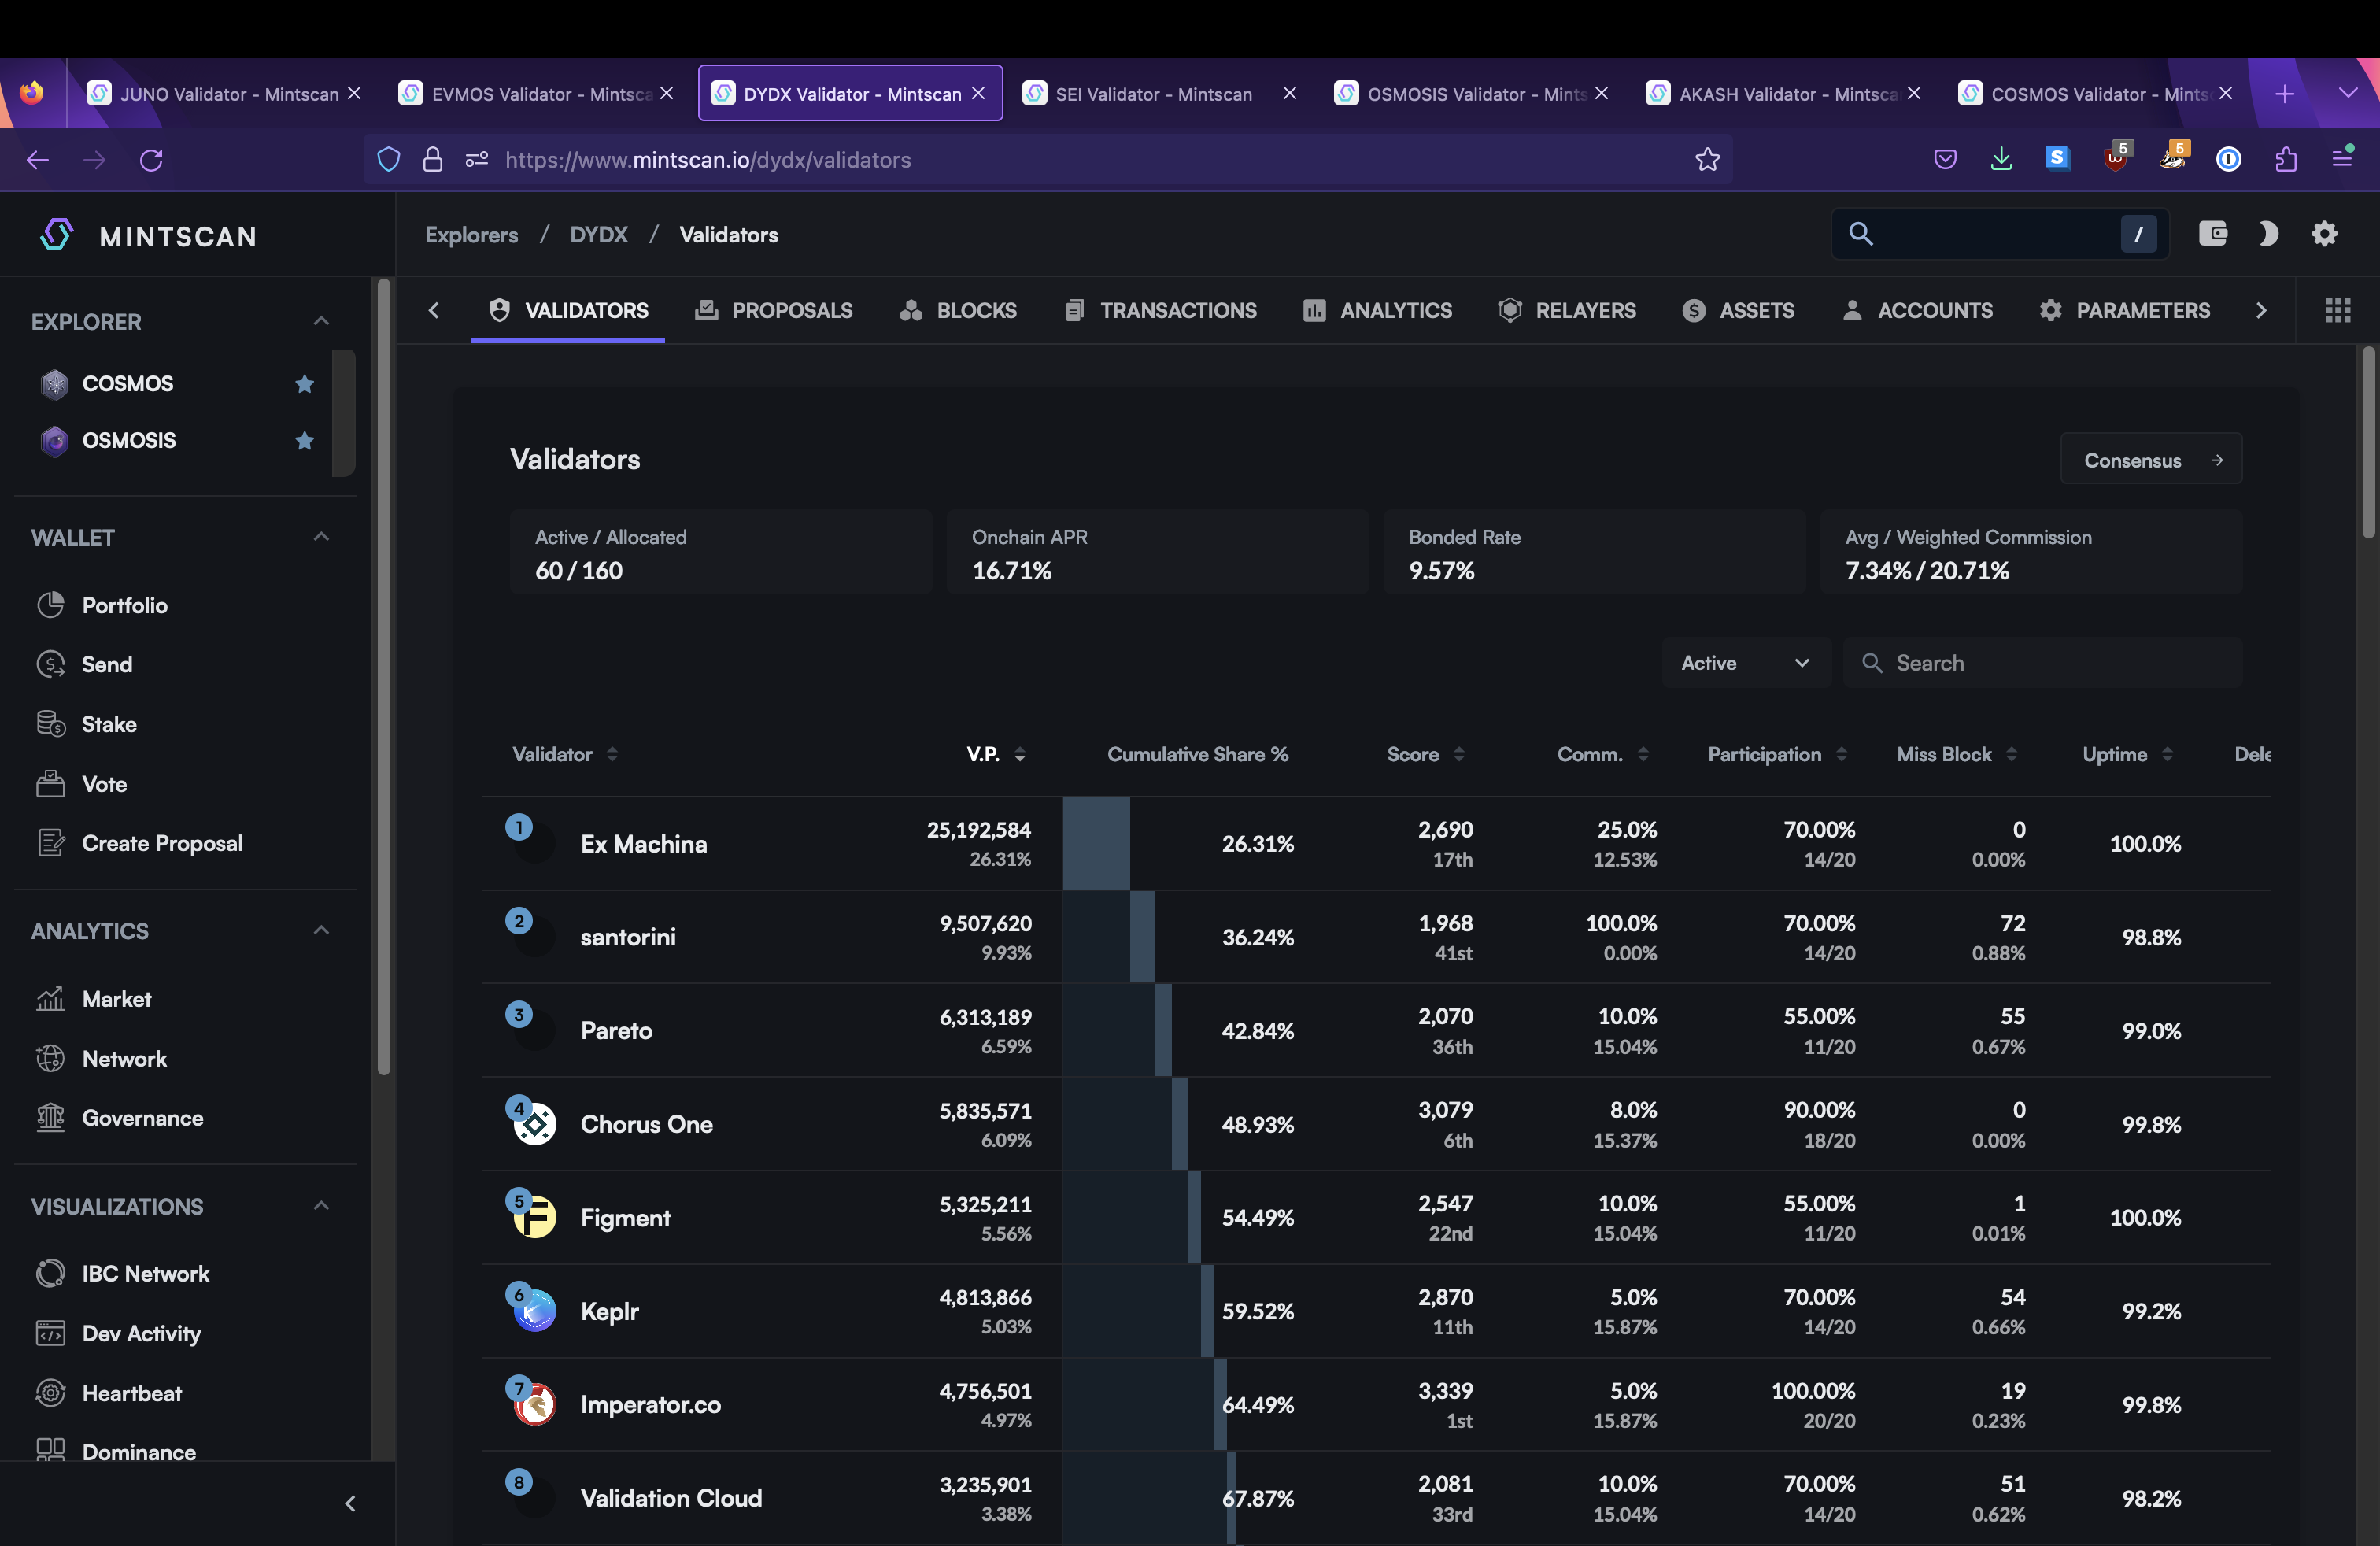 JUNO Validator - Mintscan
EVMOS Validator - Mintsca
DYDX Validator - Mintscan
SEI Validator - Mintscan
OSMOSIS Validator - Mints
AKASH Validator - Mintsca
COSMOS Validator - Mints
https://www.mintscan.io/dydx/validators
5
5
MINTSCAN
Explorers / DYDX / Validators
/
EXPLORER
COSMOS
OSMOSIS
WALLET
Portfolio
Send
Stake
Vote
Create Proposal
ANALYTICS
Market
Network
Governance
VISUALIZATIONS
IBC Network
Dev Activity
Heartbeat
Dominance
VALIDATORS PROPOSALS BLOCKS TRANSACTIONS ANALYTICS RELAYERS ASSETS ACCOUNTS PARAMETERS
Validators
Consensus
Active / Allocated
60 / 160
Onchain APR
16.71%
Bonded Rate
9.57%
Avg / Weighted Commission
7.34% / 20.71%
Active
Search
Validator V.P. Cumulative Share % Score Comm. Participation Miss Block Uptime Dele
1 Ex Machina 25,192,584 26.31% 2,690 25.0% 70.00% 0 100.0%
26.31% 17th 12.53% 14/20 0.00%
2 santorini 9,507,620 36.24% 1,968 100.0% 70.00% 72 98.8%
9.93% 41st 0.00% 14/20 0.88%
3 Pareto 6,313,189 42.84% 2,070 10.0% 55.00% 55 99.0%
6.59% 36th 15.04% 11/20 0.67%
4 Chorus One 5,835,571 48.93% 3,079 8.0% 90.00% 0 99.8%
6.09% 6th 15.37% 18/20 0.00%
5 Figment 5,325,211 54.49% 2,547 10.0% 55.00% 1 100.0%
5.56% 22nd 15.04% 11/20 0.01%
6 Keplr 4,813,866 59.52% 2,870 5.0% 70.00% 54 99.2%
5.03% 11th 15.87% 14/20 0.66%
7 Imperator.co 4,756,501 64.49% 3,339 5.0% 100.00% 19 99.8%
4.97% 1st 15.87% 20/20 0.23%
8 Validation Cloud 3,235,901 67.87% 2,081 10.0% 70.00% 51 98.2%
3.38% 33rd 15.04% 14/20 0.62%